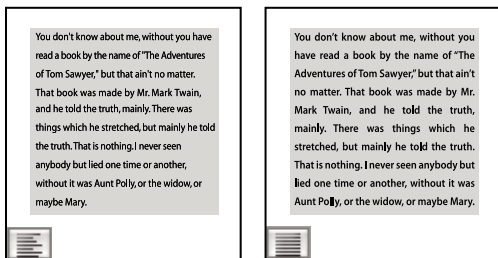 You don't know about me, without you have
read a book by the name of "The Adventures
of Tom Sawyer," but that ain't no matter.
That book was made by Mr. Mark Twain,
and he told the truth, mainly. There was
things which he stretched, but mainly he told
the truth. That is nothing. I never seen
anybody but lied one time or another,
without it was Aunt Polly, or the widow, or
maybe Mary.
You don't know about me, without you
have read a book by the name of "The
Adventures of Tom Sawyer," but that ain't
no matter. That book was made by Mr.
Mark Twain, and he told the truth,
mainly. There was things which he
stretched, but mainly he told the truth.
That is nothing. I never seen anybody but
lied one time or another, without it was
Aunt Polly, or the widow, or maybe Mary.